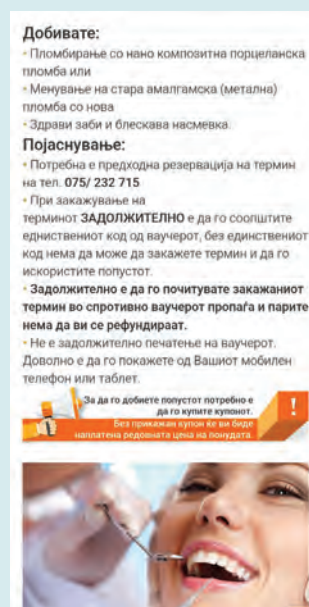 Добивате:
• Пломбирање со нано композитна порцеланска
пломба или
• Менување на стара амалгамска (метална)
пломба со нова
• Здрави заби и блескава насмевка.
Појаснување:
• Потребна е предходна резервација на термин
на тел. 075/ 232 715
• При закажување на
терминот ЗАДОЛЖИТЕЛНО е да го соопштите
единствениот код од ваучерот, без единствениот
код нема да може да закажете термин и да го
искористите попустот.
• Задолжително е да го почитувате закажаниот
термин во спротивно ваучерот пропаѓа и парите
нема да ви се рефундираат.
• Не е задолжително печатење на ваучерот.
Доволно е да го покажете од Вашиот мобилен
телефон или таблет.
За да го добиете попустот потребно е
да го купите купонот.
Без прикажан купон ќе ви биде
наплатена редовната цена на понудата.
!